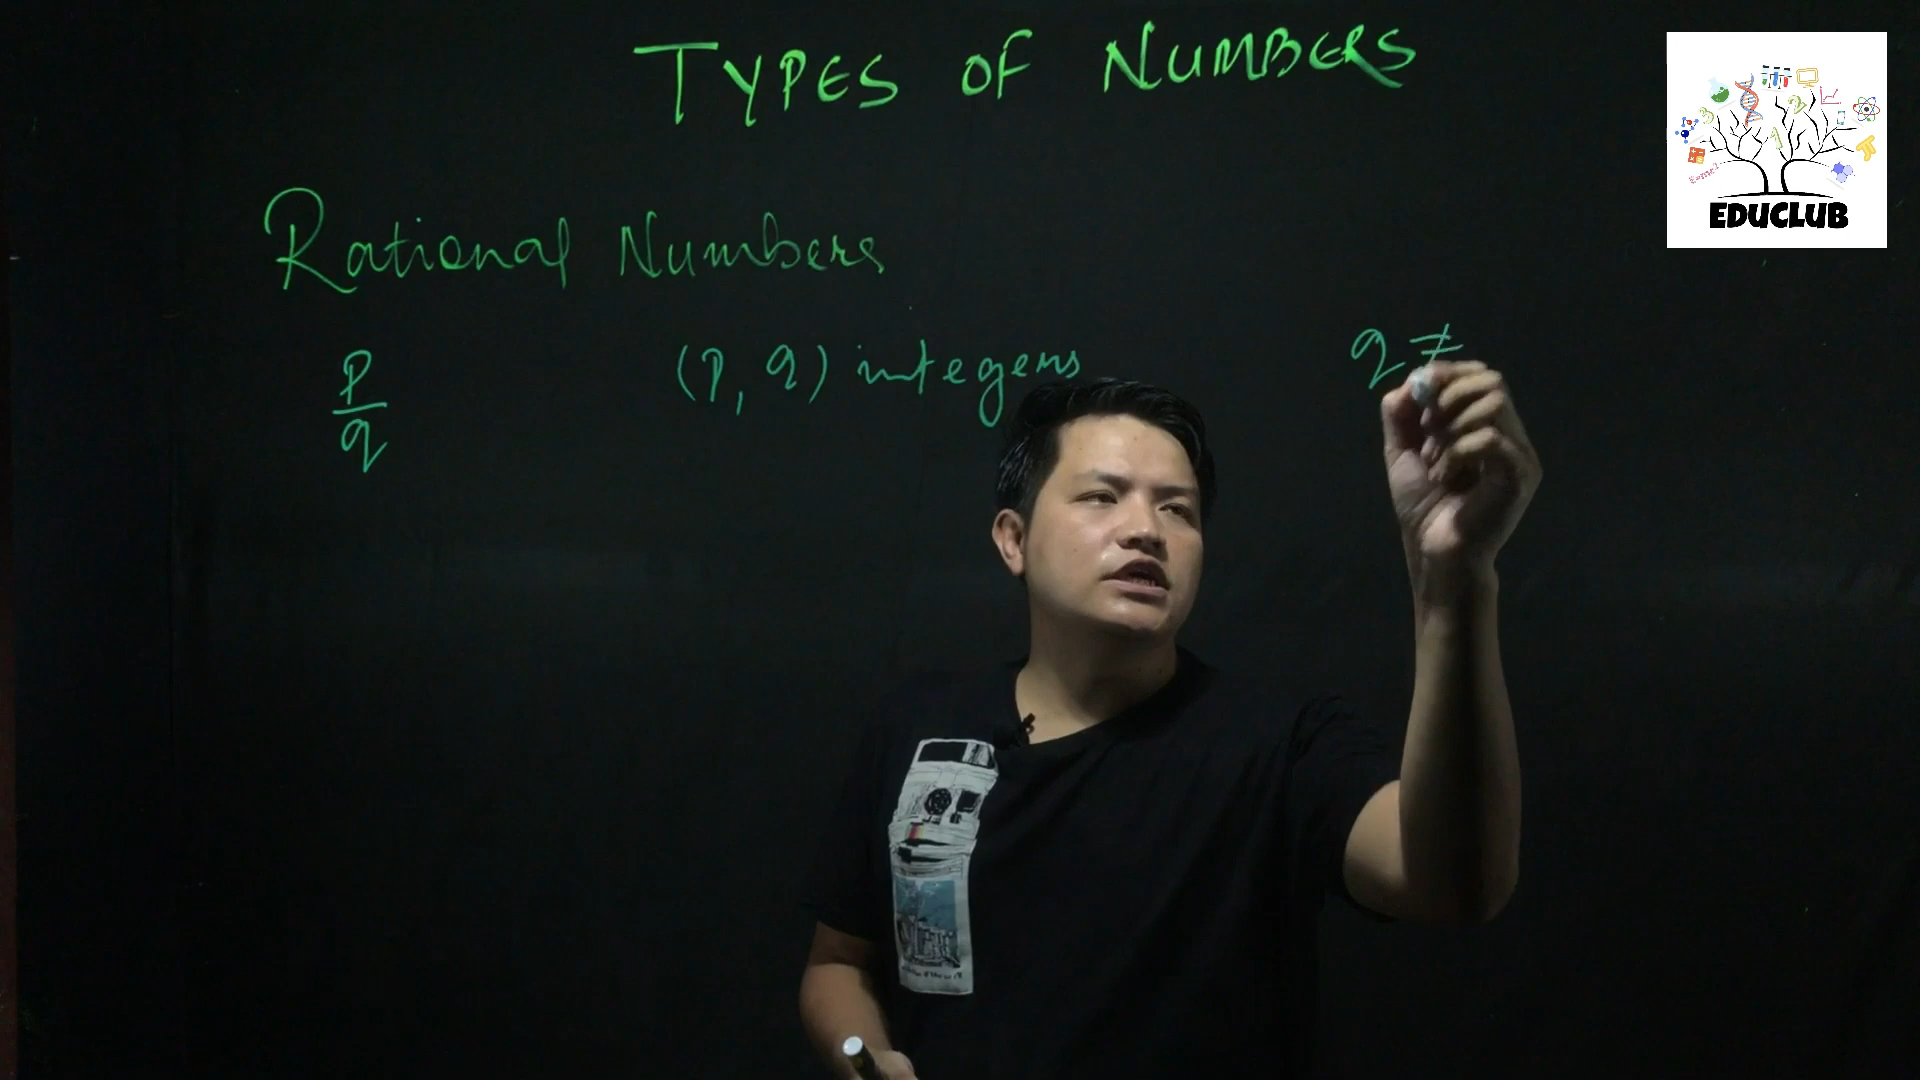 TYPES OF NUMBERS
EDUCLUB
Rational Numbers
p/q (p, q) integers q ≠